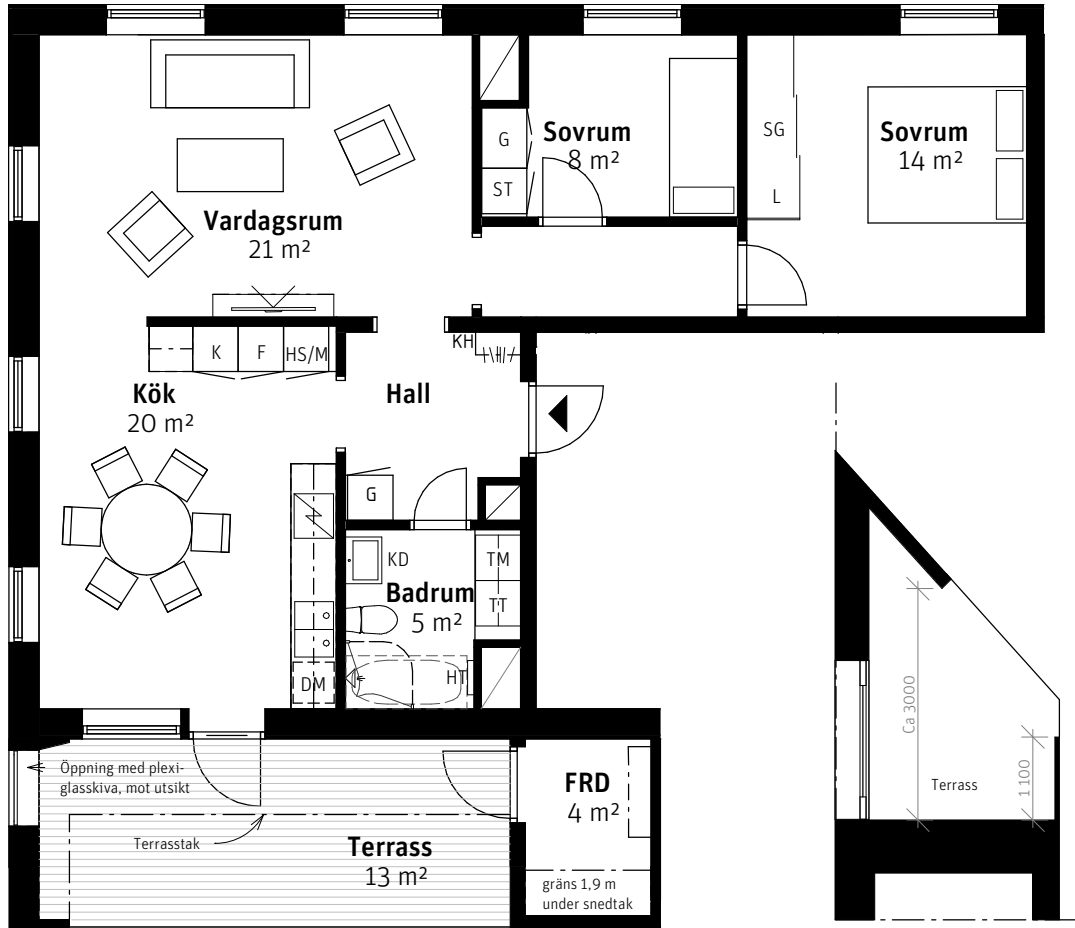 Vardagsrum
21 m²
G
ST
Sovrum
8 m²
SG
L
Sovrum
14 m²
K
F
HS/M
KH
Kök
20 m²
Hall
G
KD
TM
TT
Badrum
5 m²
HT
DM
Öppning med plexi-
glasskiva, mot utsikt
Terrasstak
Terrass
13 m²
FRD
4 m²
gräns 1,9 m
under snedtak
Ca 3000
1100
Terrass